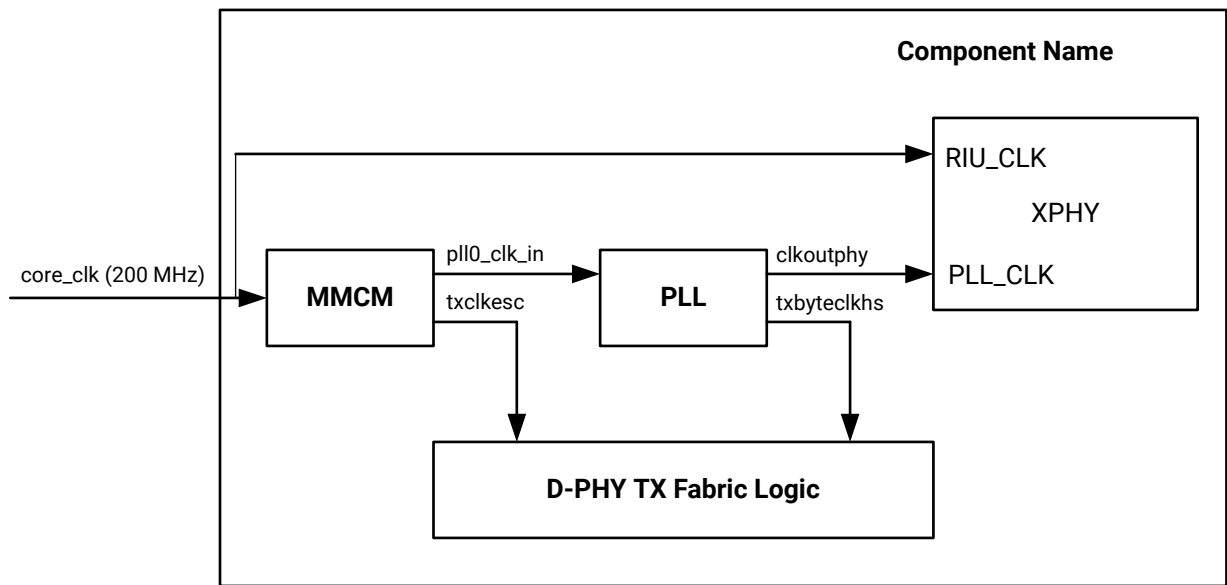 Component Name
RIU_CLK
XPHY
pll0_clk_in
clkoutphy
core_clk (200 MHz)
MMCM
PLL
PLL_CLK
txclkesc
txbyteclkhs
D-PHY TX Fabric Logic